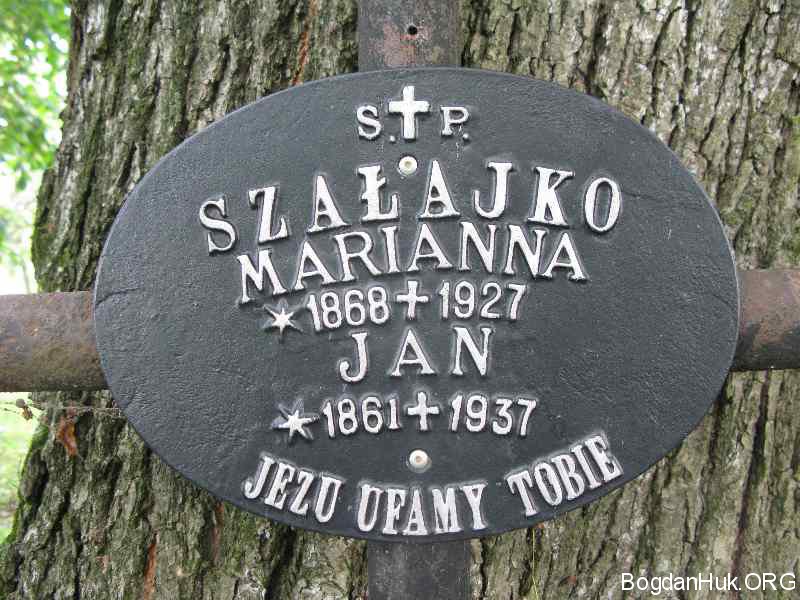 S. P.
SZAŁAJKO
MARIANNA
1868 1927
JAN
1861 1937
JEZU UFAMY TOBIE
BogdanHuk.ORG